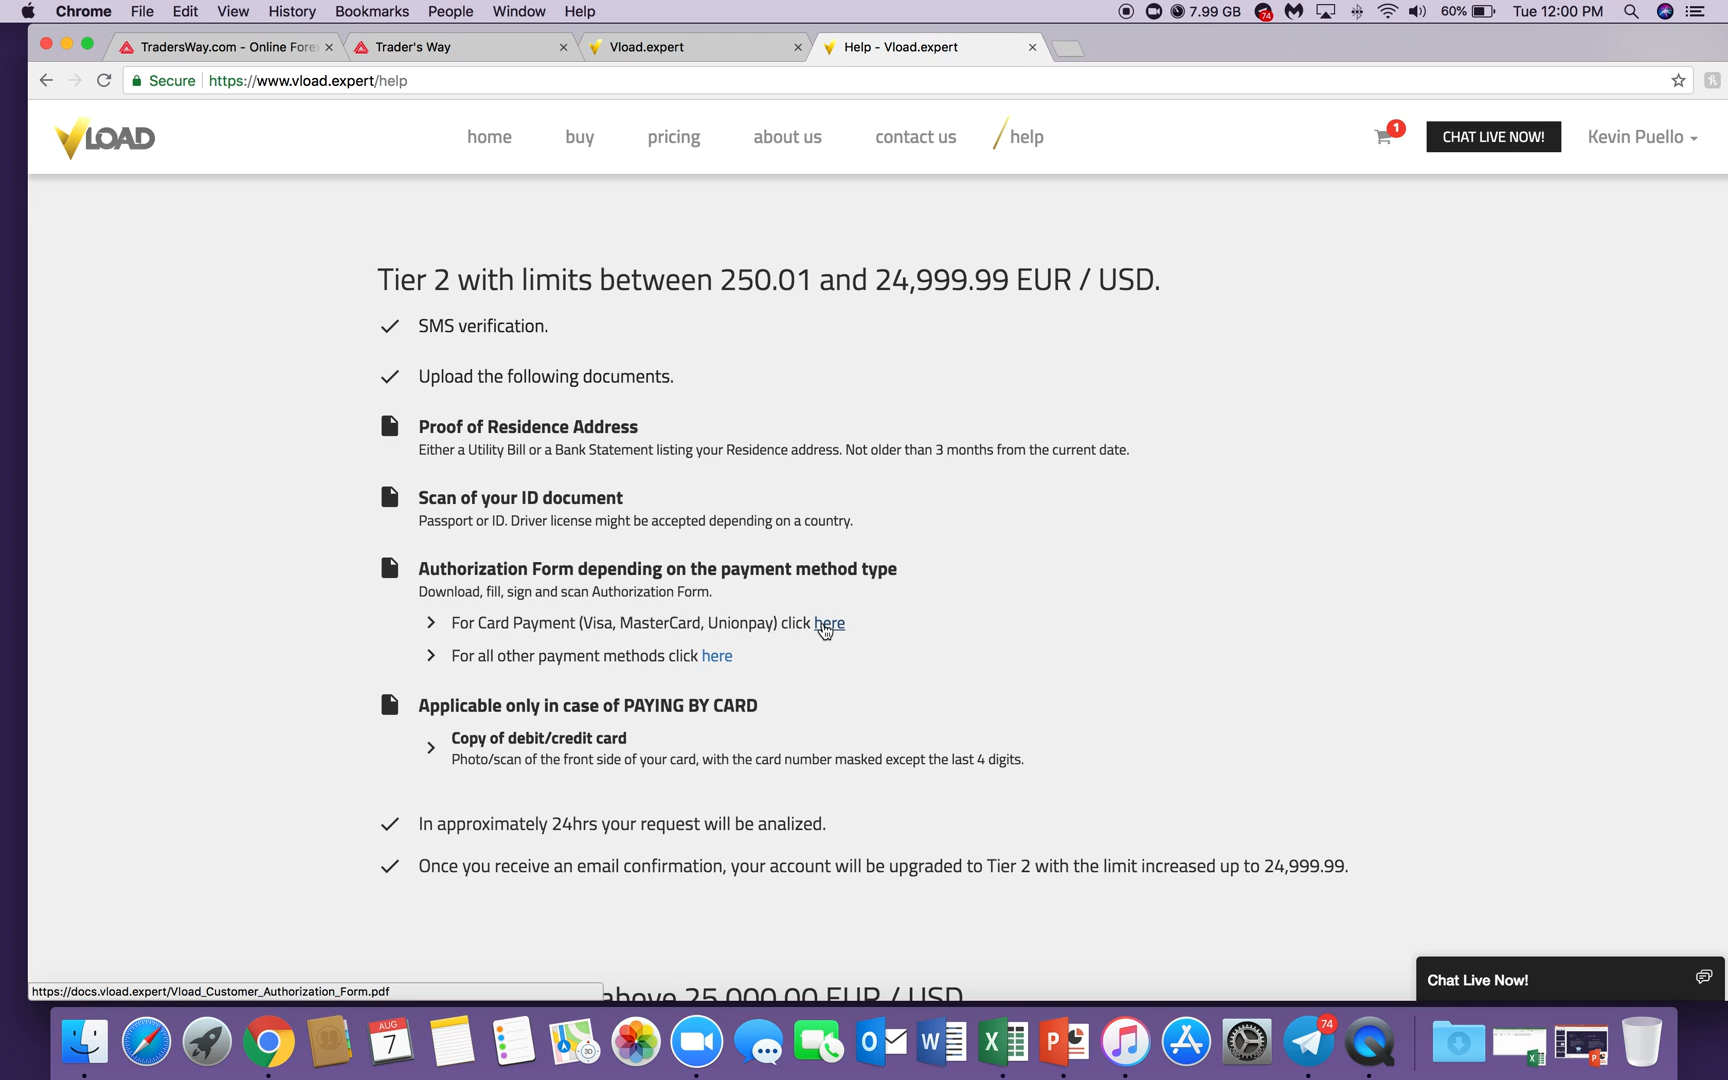 Chrome File Edit View History Bookmarks People Window Help 7.99 GB 74 60% Tue 12:00 PM
TradersWay.com - Online Fore Trader's Way Vload.expert Help - Vload.expert
Secure https://www.vload.expert/help
VLOAD home buy pricing about us contact us help 1 CHAT LIVE NOW! Kevin Puello
Tier 2 with limits between 250.01 and 24,999.99 EUR / USD.
SMS verification.
Upload the following documents.
Proof of Residence Address
Either a Utility Bill or a Bank Statement listing your Residence address. Not older than 3 months from the current date.
Scan of your ID document
Passport or ID. Driver license might be accepted depending on a country.
Authorization Form depending on the payment method type
Download, fill, sign and scan Authorization Form.
For Card Payment (Visa, MasterCard, Unionpay) click here
For all other payment methods click here
Applicable only in case of PAYING BY CARD
Copy of debit/credit card
Photo/scan of the front side of your card, with the card number masked except the last 4 digits.
In approximately 24hrs your request will be analized.
Once you receive an email confirmation, your account will be upgraded to Tier 2 with the limit increased up to 24,999.99.
Chat Live Now!
https://docs.vload.expert/Vload_Customer_Authorization_Form.pdf
above 25,000.00 EUR / USD
AUG
7
3D
74